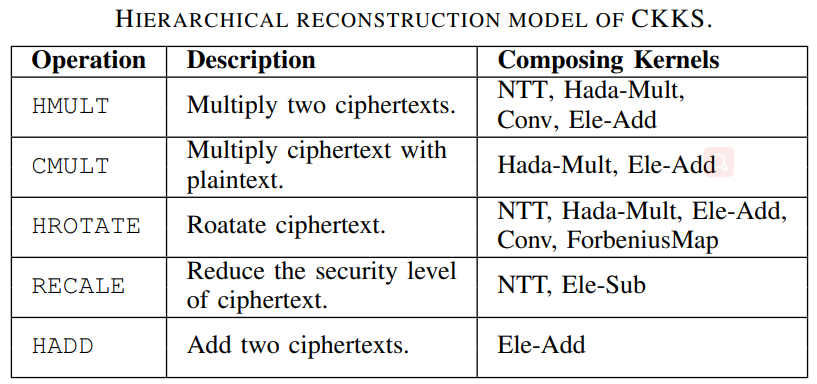 HIERARCHICAL RECONSTRUCTION MODEL OF CKKS.
Operation Description Composing Kernels
HMULT Multiply two ciphertexts. NTT, Hada-Mult,
Conv, Ele-Add
CMULT Multiply ciphertext with
plaintext. Hada-Mult, Ele-Add
HROTATE Roatate ciphertext. NTT, Hada-Mult, Ele-Add,
Conv, ForbeniusMap
RECALE Reduce the security level
of ciphertext. NTT, Ele-Sub
HADD Add two ciphertexts. Ele-Add